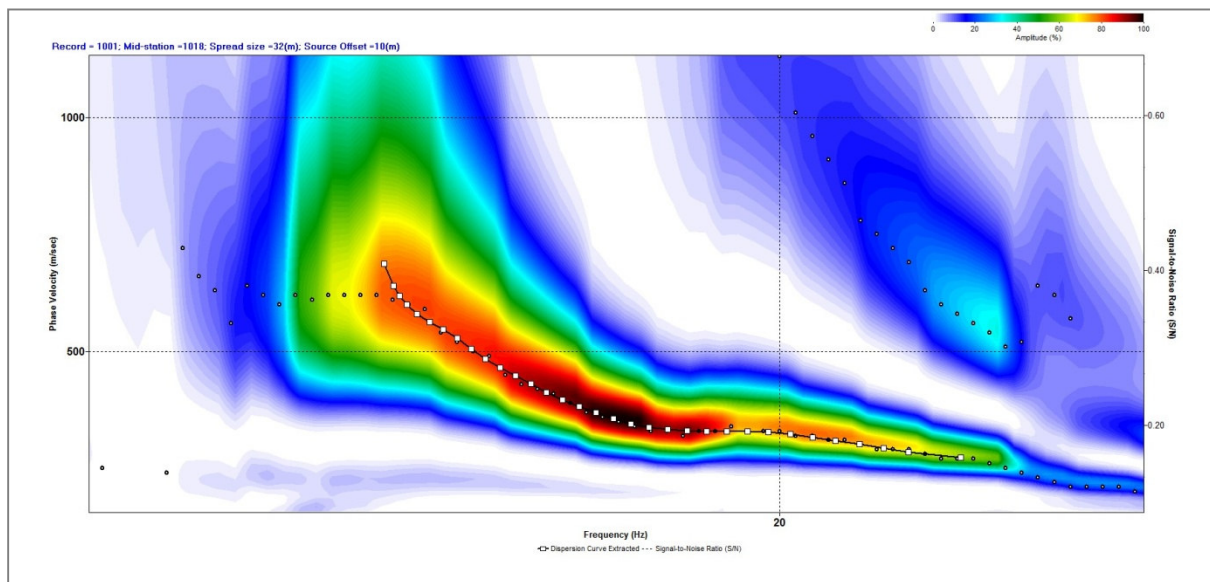 0 20 40 60 80 100
Amplitude (%)
Record = 1001; Mid-station =1018; Spread size =32(m); Source Offset =10(m)
1000
500
Phase Velocity (m/sec)
0.60
0.40
0.20
Signal-to-Noise Ratio (S/N)
20
Frequency (Hz)
Dispersion Curve Extracted Signal-to-Noise Ratio (S/N)